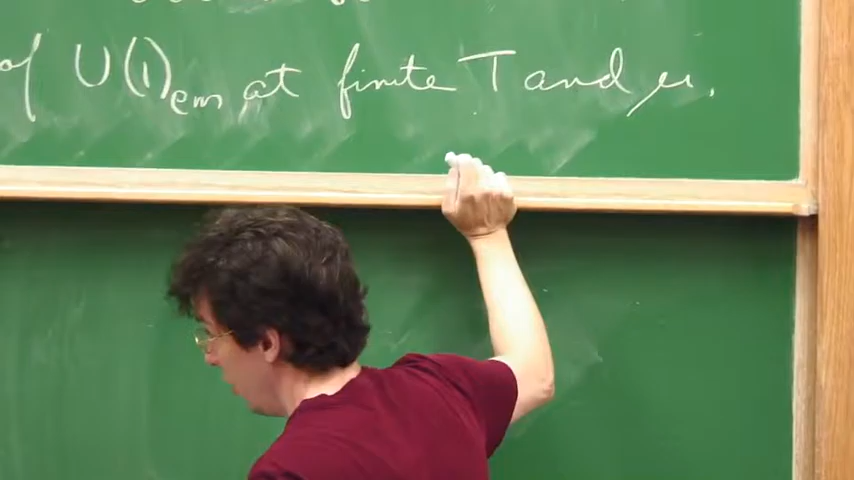 of U(1)em at finite T and μ.